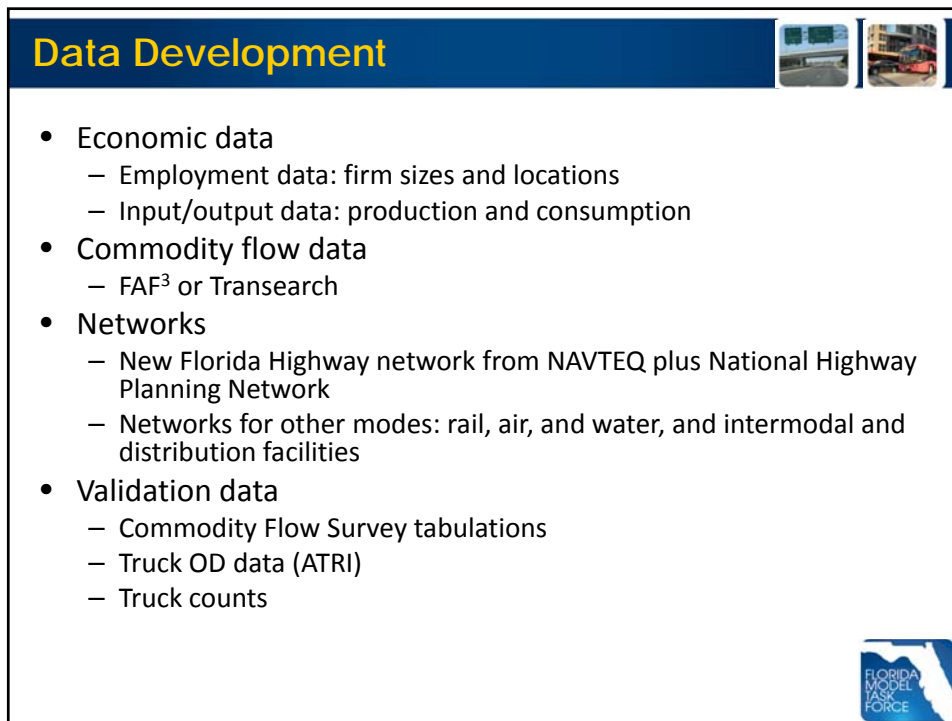 Data Development
• Economic data
– Employment data: firm sizes and locations
– Input/output data: production and consumption
• Commodity flow data
– FAF³ or Transearch
• Networks
– New Florida Highway network from NAVTEQ plus National Highway
Planning Network
– Networks for other modes: rail, air, and water, and intermodal and
distribution facilities
• Validation data
– Commodity Flow Survey tabulations
– Truck OD data (ATRI)
– Truck counts
FLORIDA
MODEL
TASK
FORCE